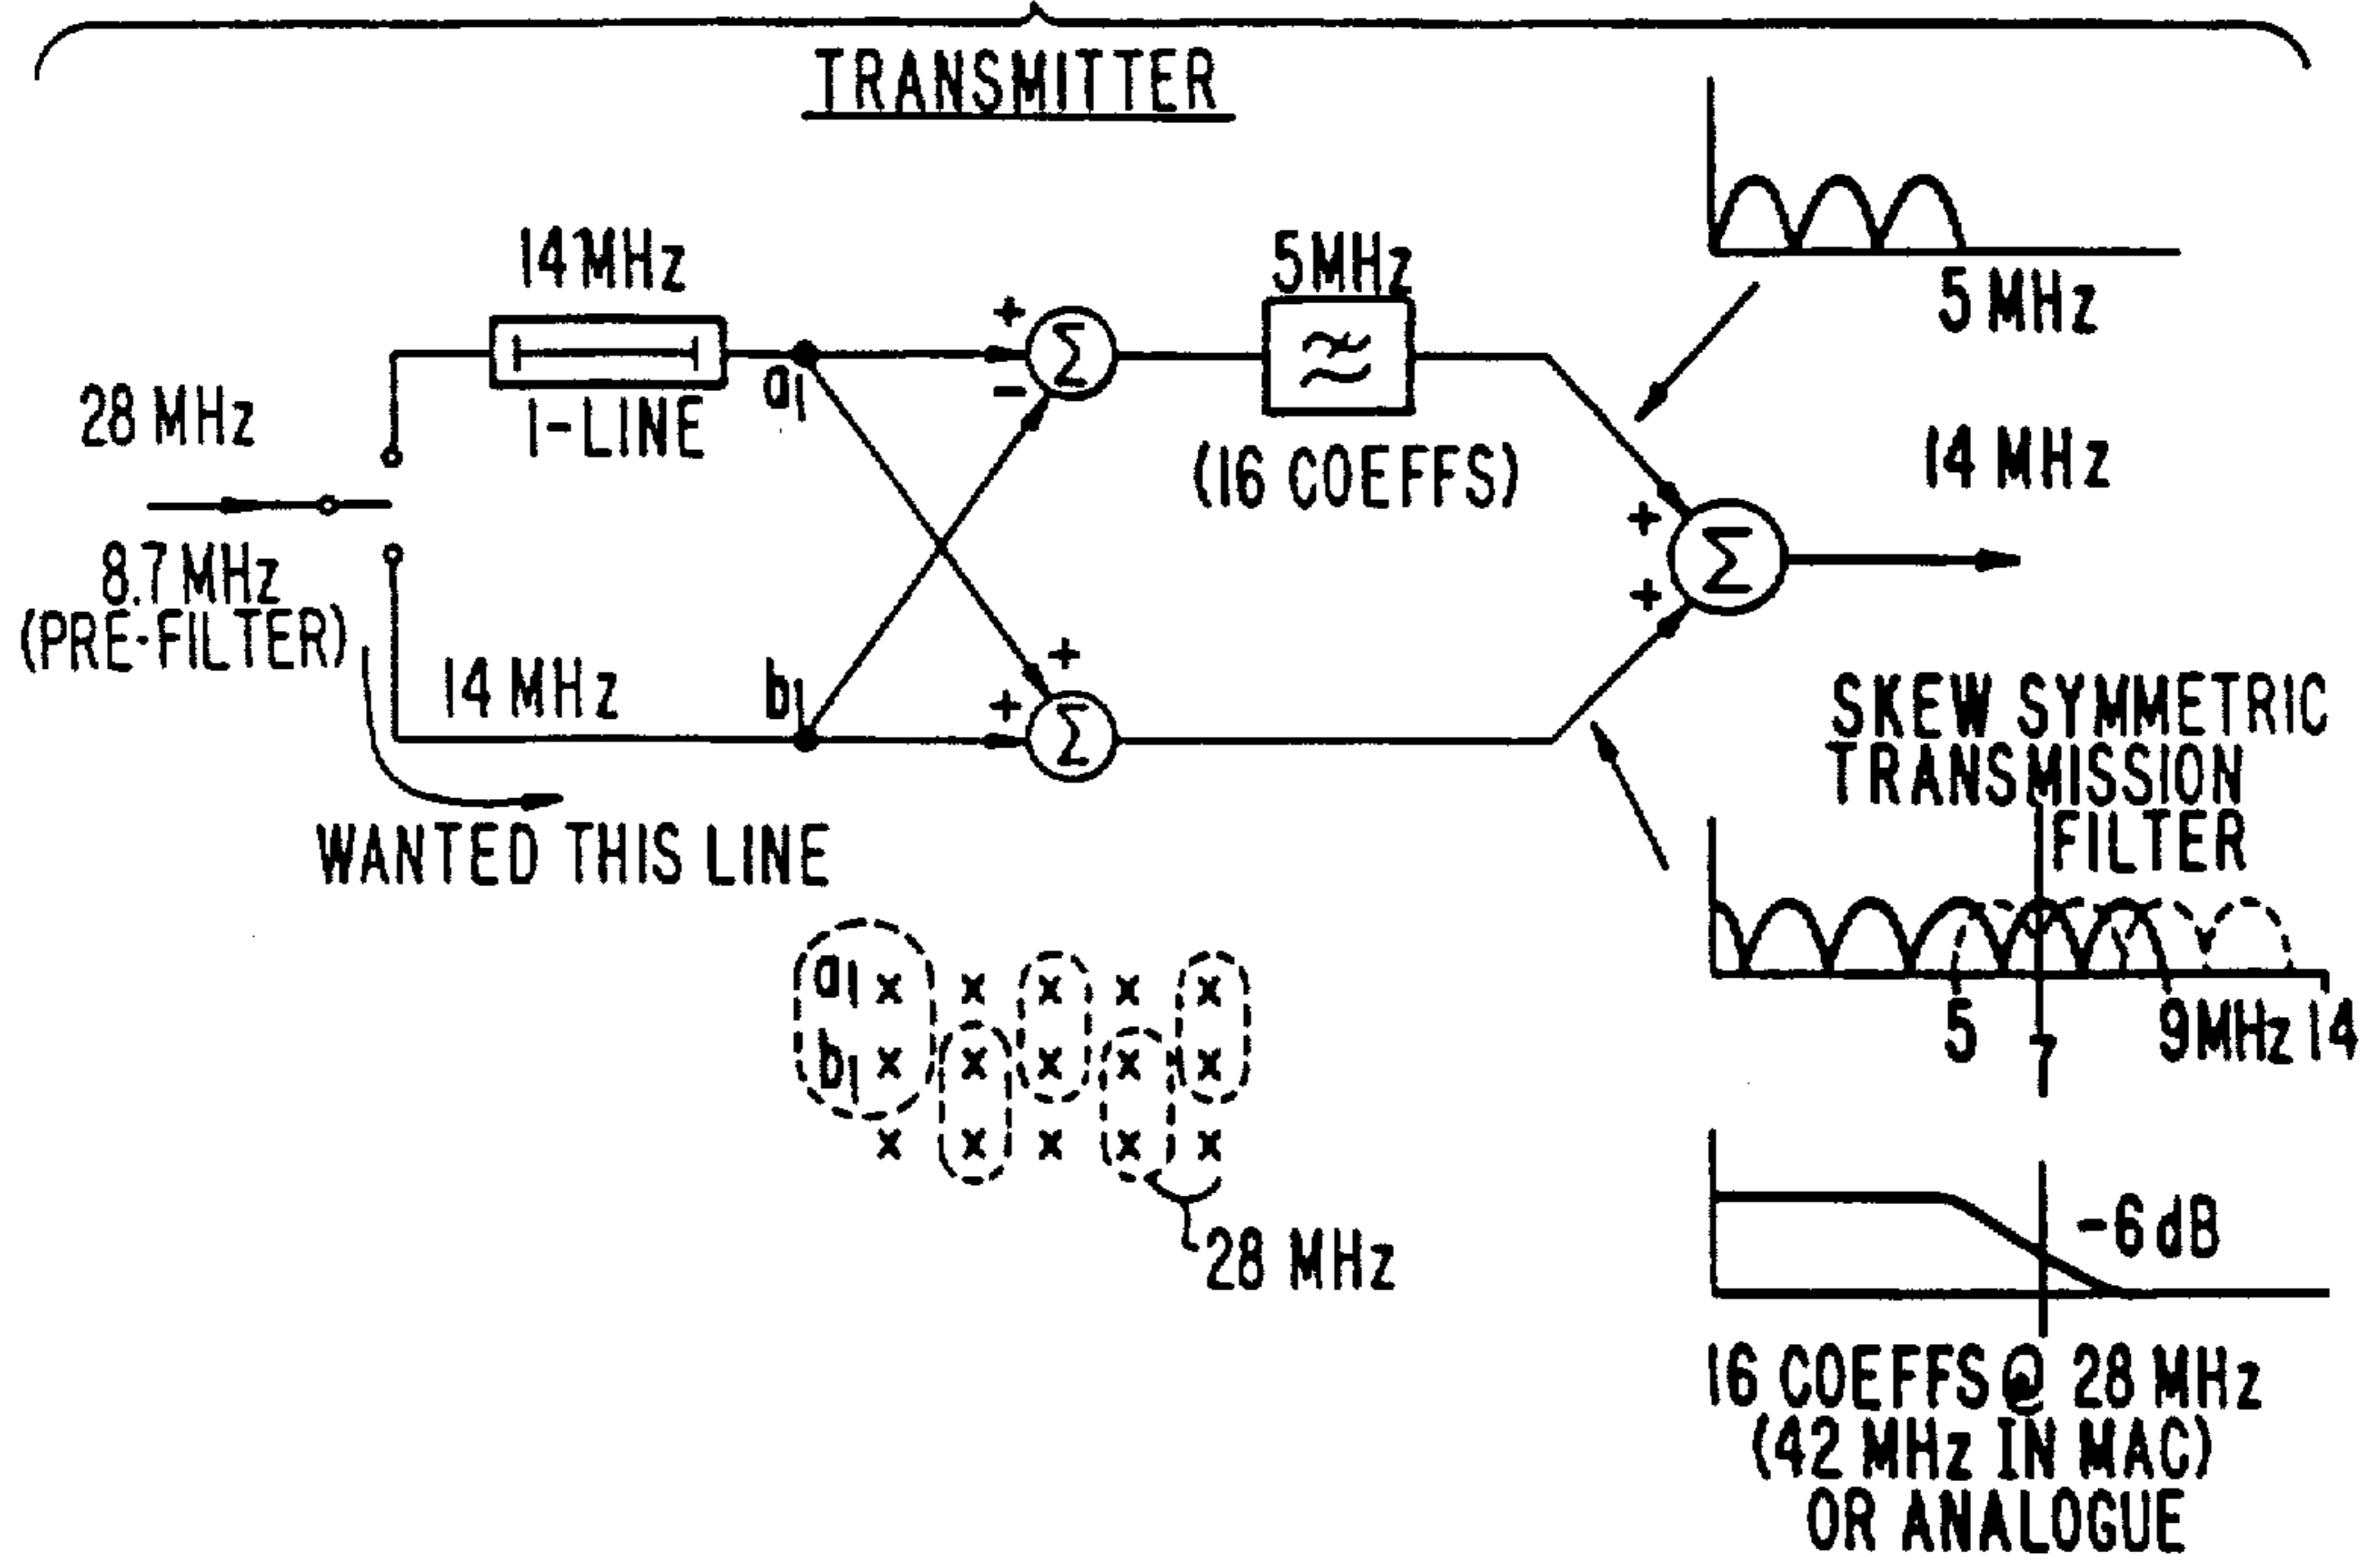 TRANSMITTER
14 MHz
1-LINE
28 MHz
8.7 MHz
(PRE-FILTER)
14 MHz
WANTED THIS LINE
a1
b1
+
-
Σ
+
+
Σ
5MHz
(16 COEFFS)
5 MHz
14 MHz
+
+
Σ
SKEW SYMMETRIC
TRANSMISSION
FILTER
5 7 9MHz 14
a1 x x x x x
b1 x x x x x
x x x x x
28 MHz
-6dB
16 COEFFS @ 28 MHz
(42 MHz IN MAC)
OR ANALOGUE